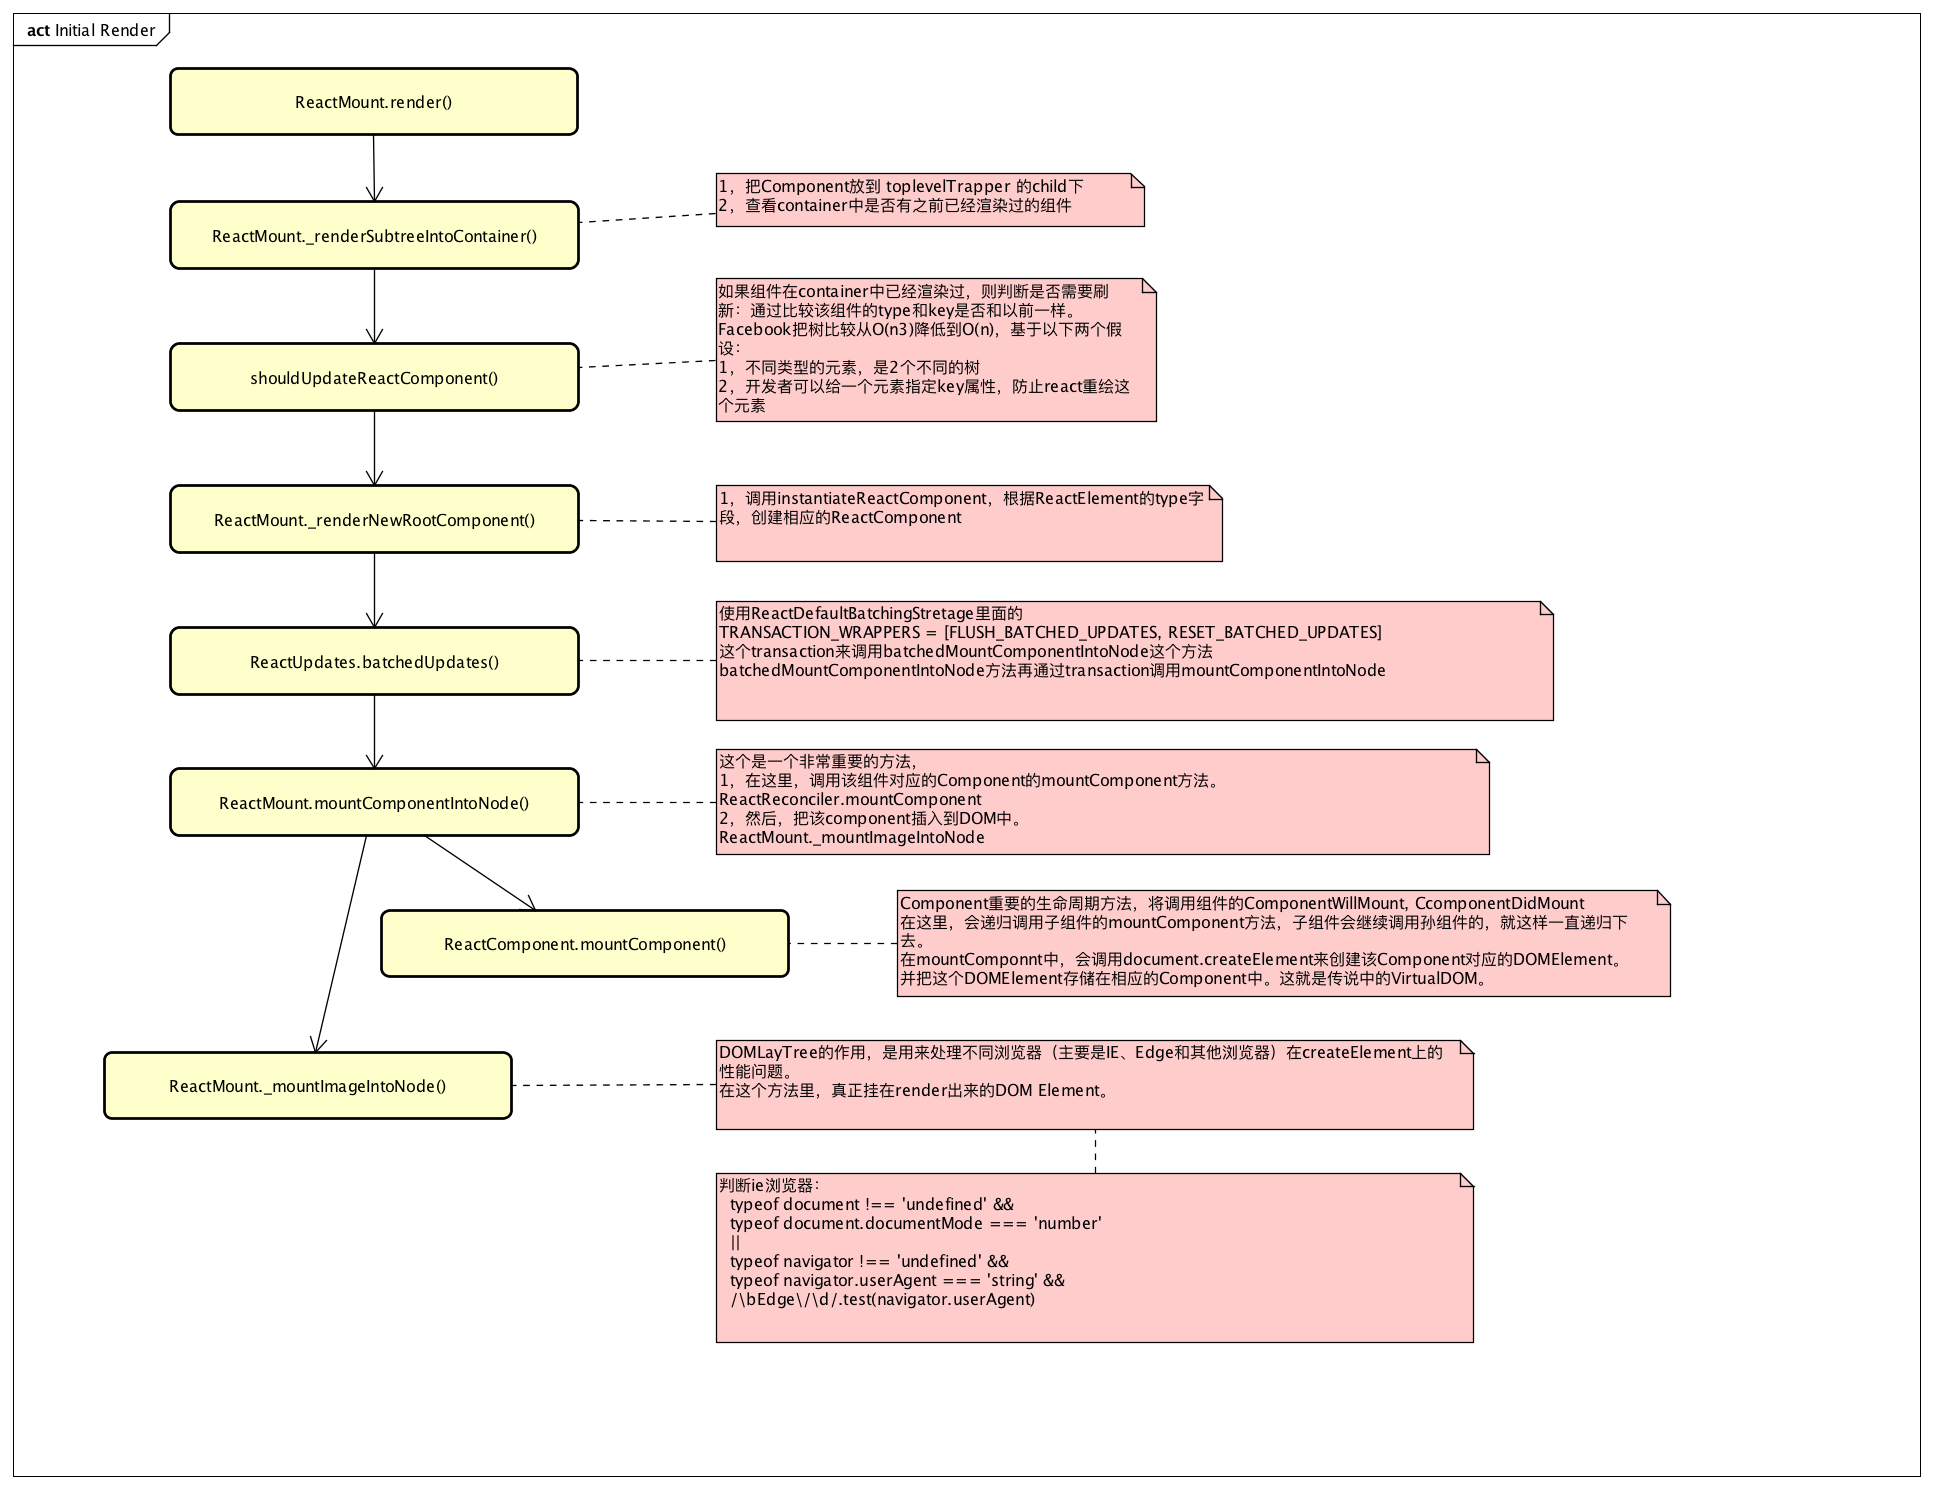 act Initial Render
ReactMount.render()
ReactMount._renderSubtreeIntoContainer()
1，把Component放到 toplevelTrapper 的child下
2，查看container中是否有之前已经渲染过的组件
shouldUpdateReactComponent()
如果组件在container中已经渲染过，则判断是否需要刷
新：通过比较该组件的type和key是否和以前一样。
Facebook把树比较从O(n3)降低到O(n)，基于以下两个假
设：
1，不同类型的元素，是2个不同的树
2，开发者可以给一个元素指定key属性，防止react重绘这
个元素
ReactMount._renderNewRootComponent()
1，调用instantiateReactComponent，根据ReactElement的type字
段，创建相应的ReactComponent
ReactUpdates.batchedUpdates()
使用ReactDefaultBatchingStretage里面的
TRANSACTION_WRAPPERS = [FLUSH_BATCHED_UPDATES, RESET_BATCHED_UPDATES]
这个transaction来调用batchedMountComponentIntoNode这个方法
batchedMountComponentIntoNode方法再通过transaction调用mountComponentIntoNode
ReactMount.mountComponentIntoNode()
这个是一个非常重要的方法，
1，在这里，调用该组件对应的Component的mountComponent方法。
ReactReconciler.mountComponent
2，然后，把该component插入到DOM中。
ReactMount._mountImageIntoNode
ReactComponent.mountComponent()
Component重要的生命周期方法，将调用组件的ComponentWillMount, CcomponentDidMount
在这里，会递归调用子组件的mountComponent方法，子组件会继续调用孙组件的，就这样一直递归下
去。
在mountComponnt中，会调用document.createElement来创建该Component对应的DOMElement。
并把这个DOMElement存储在相应的Component中。这就是传说中的VirtualDOM。
ReactMount._mountImageIntoNode()
DOMLayTree的作用，是用来处理不同浏览器（主要是IE、Edge和其他浏览器）在createElement上的
性能问题。
在这个方法里，真正挂在render出来的DOM Element。
判断ie浏览器：
typeof document !== 'undefined' &&
typeof document.documentMode === 'number'
||
typeof navigator !== 'undefined' &&
typeof navigator.userAgent === 'string' &&
/\bEdge\/\d/.test(navigator.userAgent)